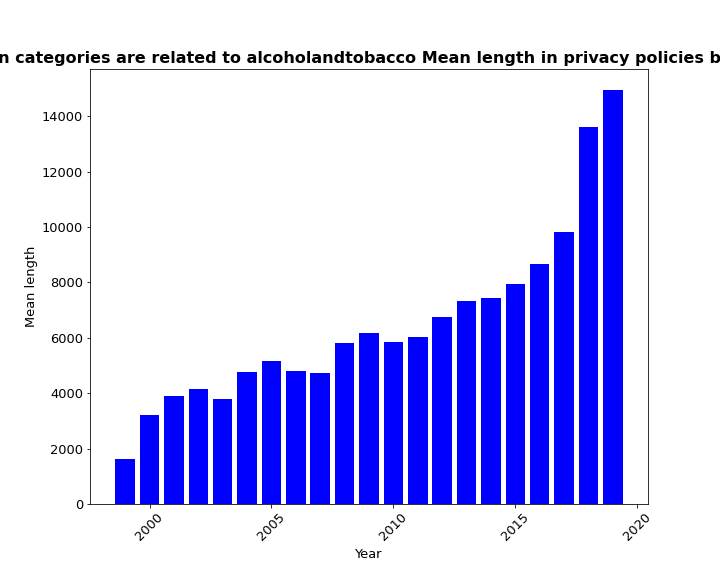 n categories are related to alcoholandtobacco Mean length in privacy policies b
14000
12000
10000
8000
6000
4000
2000
0
Mean length
2000 2005 2010 2015 2020
Year